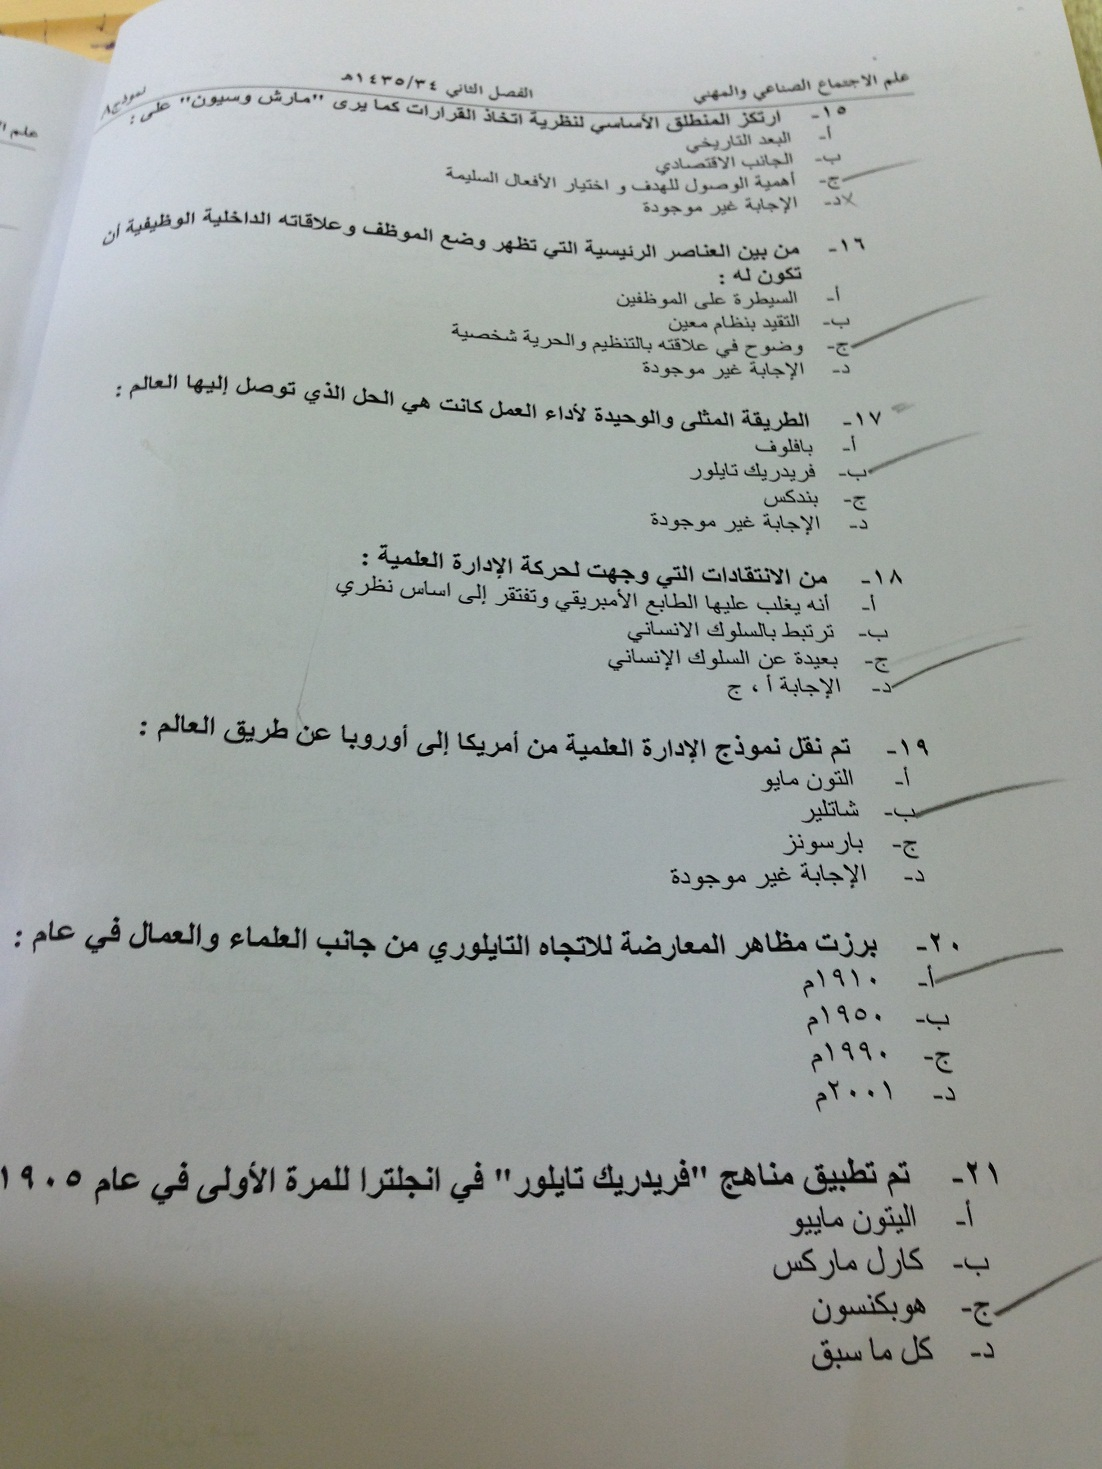 علم الاجتماع الصناعي والمهني الفصل الثاني ١٤٣٥/٣٤هـ نموذج A
١٥- ارتكز المنطلق الأساسي لنظرية اتخاذ القرارات كما يرى "مارش وسيون" على :
أ- البعد التاريخي
ب- الجانب الاقتصادي
ج- أهمية الوصول للهدف و اختيار الأفعال السليمة
د- الإجابة غير موجودة
١٦- من بين العناصر الرئيسية التي تظهر وضع الموظف وعلاقاته الداخلية الوظيفية أن
تكون له :
أ- السيطرة على الموظفين
ب- التقيد بنظام معين
ج- وضوح في علاقته بالتنظيم والحرية شخصية
د- الإجابة غير موجودة
١٧- الطريقة المثلى والوحيدة لأداء العمل كانت هي الحل الذي توصل إليها العالم :
أ- بافلوف
ب- فريدريك تايلور
ج- بندكس
د- الإجابة غير موجودة
١٨- من الانتقادات التي وجهت لحركة الإدارة العلمية :
أ- أنه يغلب عليها الطابع الأمبريقي وتفتقر إلى اساس نظري
ب- ترتبط بالسلوك الانساني
ج- بعيدة عن السلوك الإنساني
د- الإجابة أ ، ج
١٩- تم نقل نموذج الإدارة العلمية من أمريكا إلى أوروبا عن طريق العالم :
أ- التون مايو
ب- شاتلير
ج- بارسونز
د- الإجابة غير موجودة
٢٠- برزت مظاهر المعارضة للاتجاه التايلوري من جانب العلماء والعمال في عام :
أ- ١٩١٠م
ب- ١٩٥٠م
ج- ١٩٩٠م
د- ٢٠٠١م
٢١- تم تطبيق مناهج "فريدريك تايلور" في انجلترا للمرة الأولى في عام ١٩٠٥
أ- اليتون ماييو
ب- كارل ماركس
ج- هوبكنسون
د- كل ما سبق